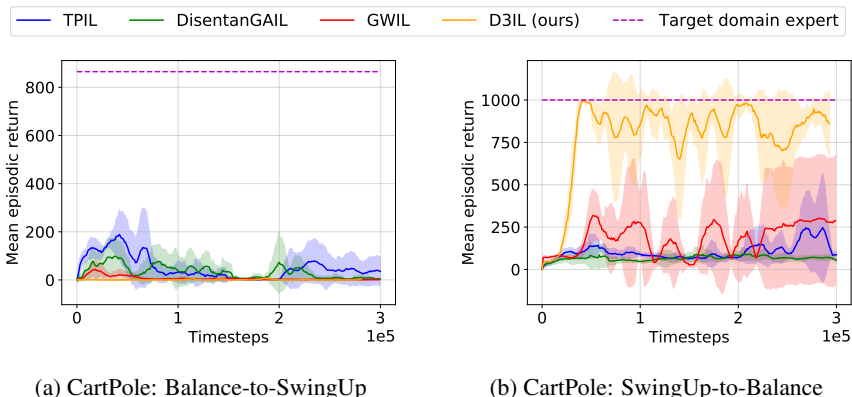 TPIL DisentanGAIL GWIL D3IL (ours) Target domain expert
Mean episodic return
800
600
400
200
0
0 1 2 3
Timesteps 1e5
(a) CartPole: Balance-to-SwingUp
Mean episodic return
1000
750
500
250
0
0 1 2 3
Timesteps 1e5
(b) CartPole: SwingUp-to-Balance